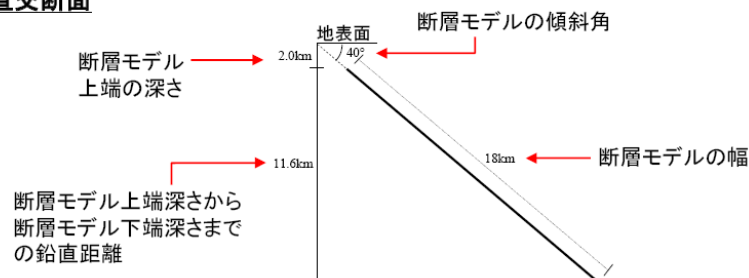 直交断面
断層モデルの傾斜角
地表面
2.0km
40°
断層モデル
上端の深さ
11.6km
18km
断層モデルの幅
断層モデル上端深さから
断層モデル下端深さまで
の鉛直距離